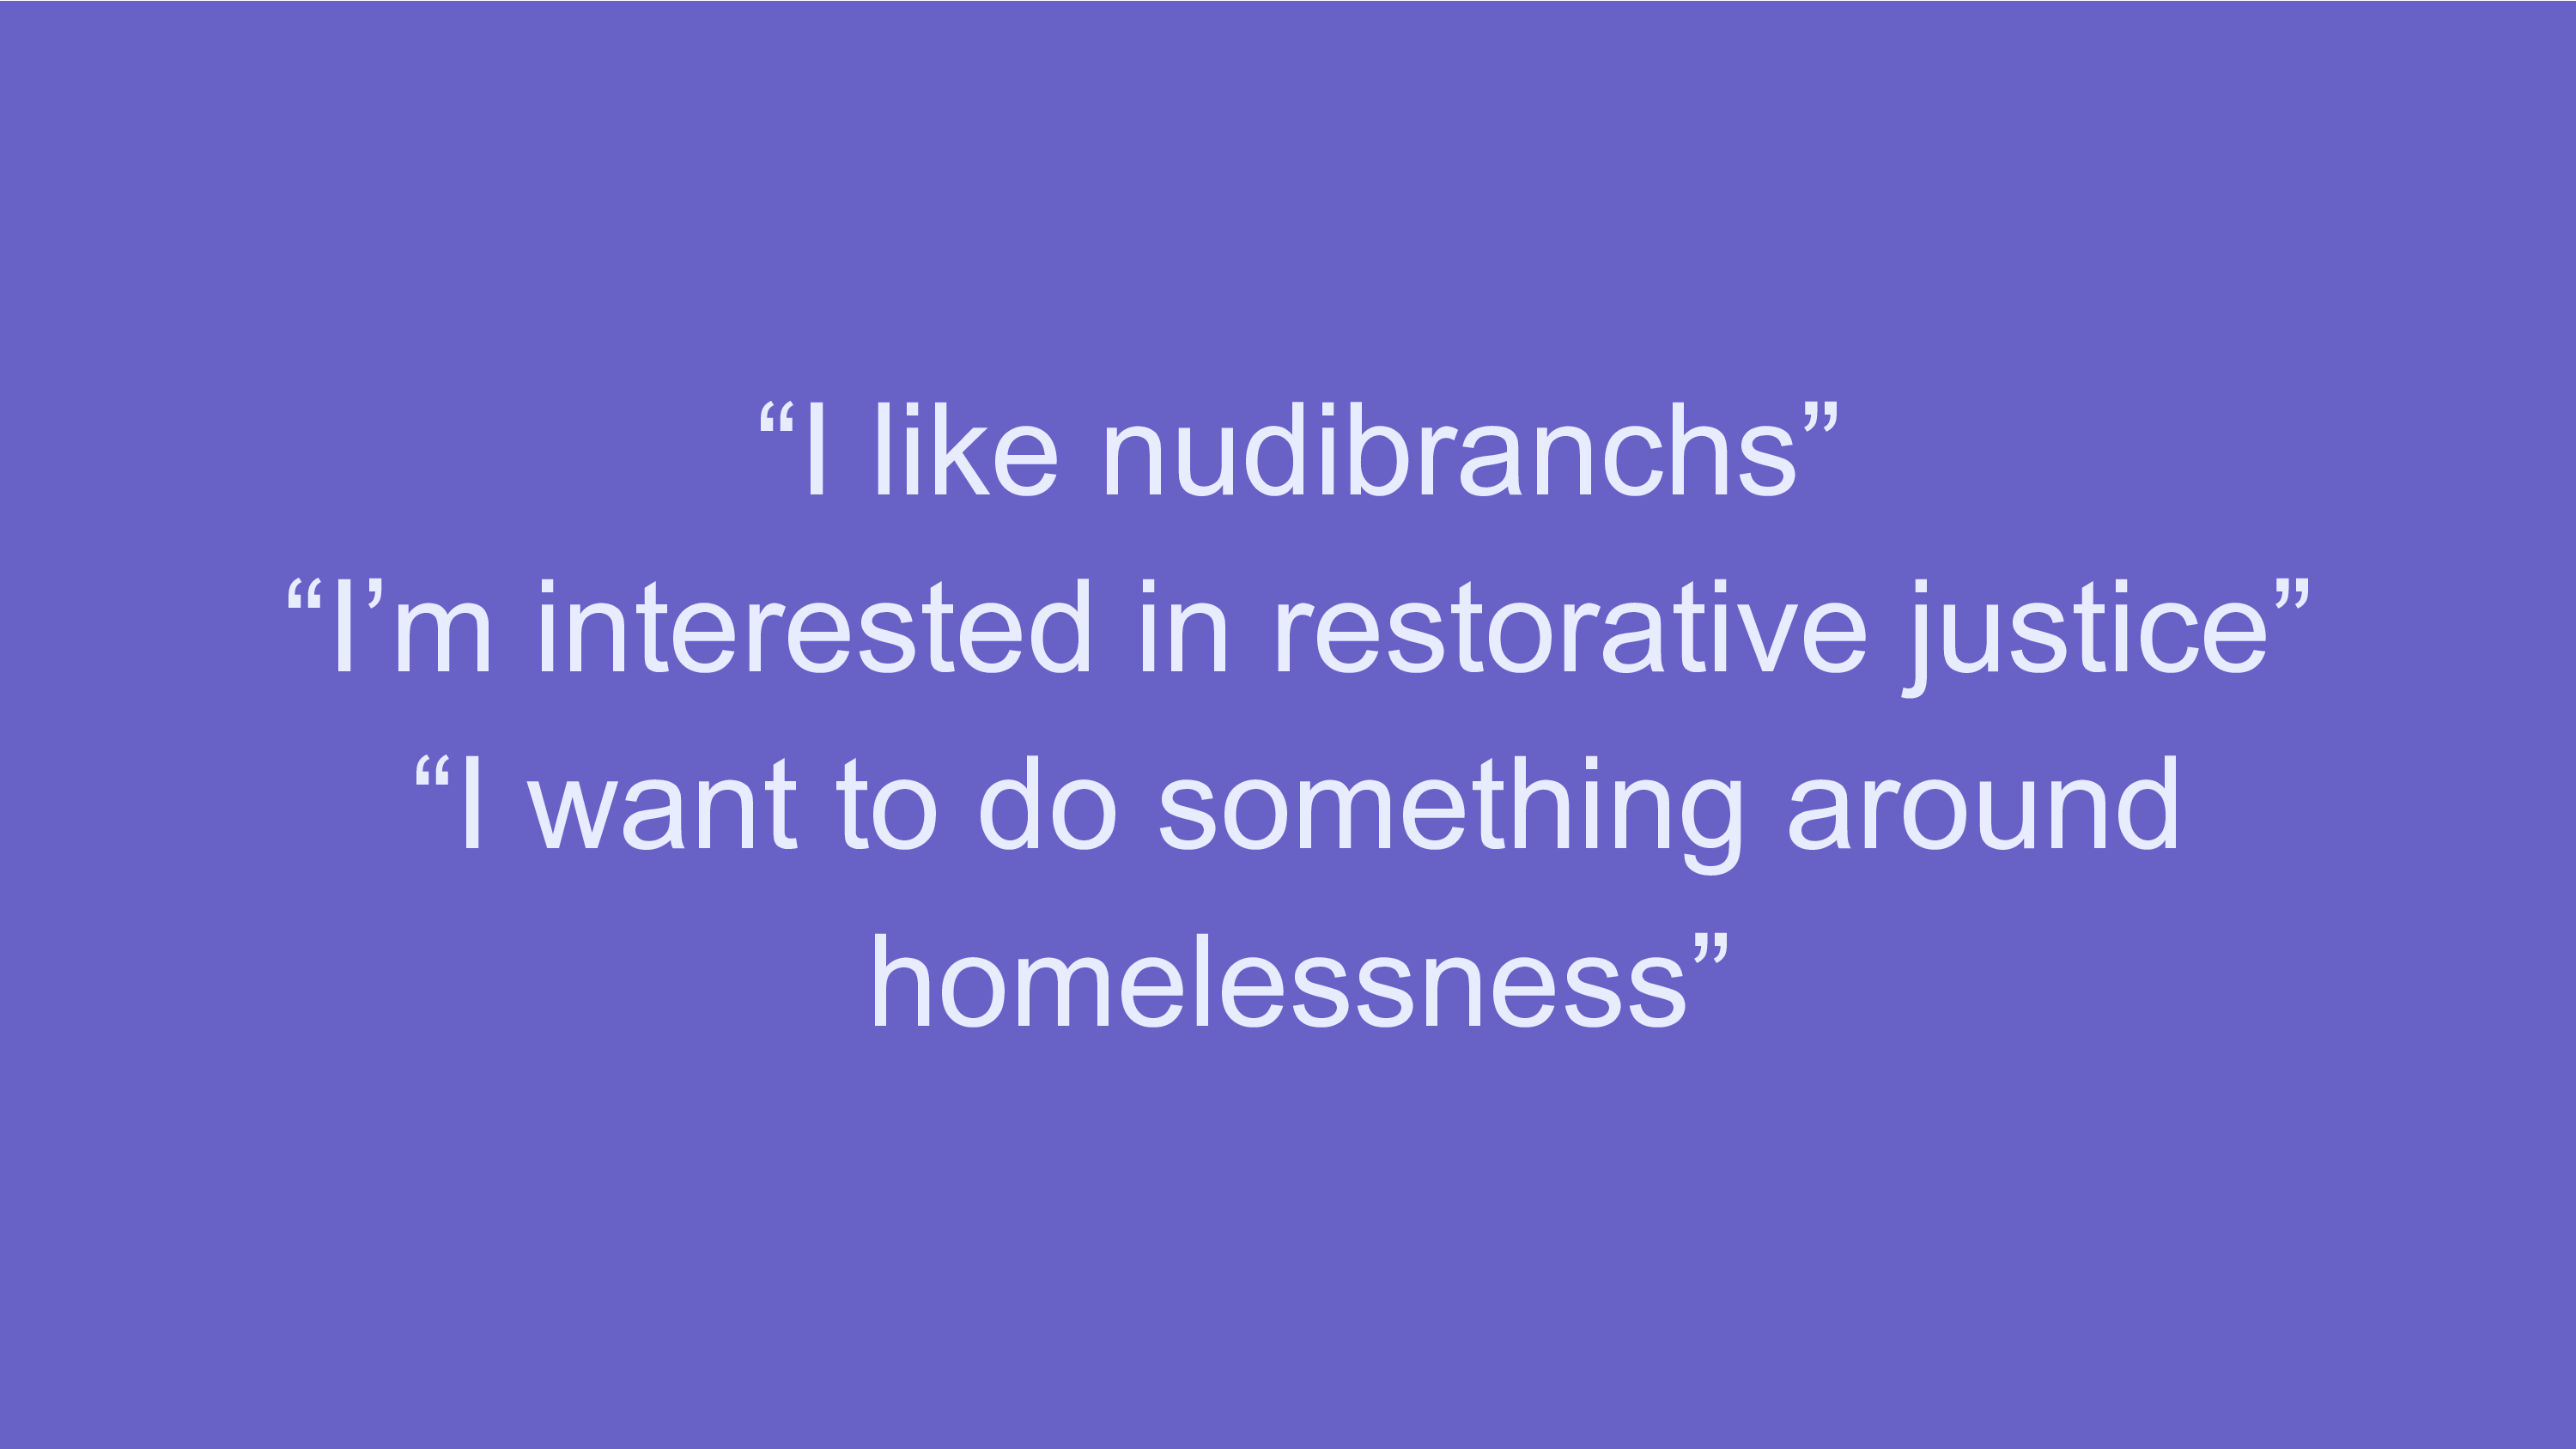 “I like nudibranchs”
“I’m interested in restorative justice”
“I want to do something around
homelessness”